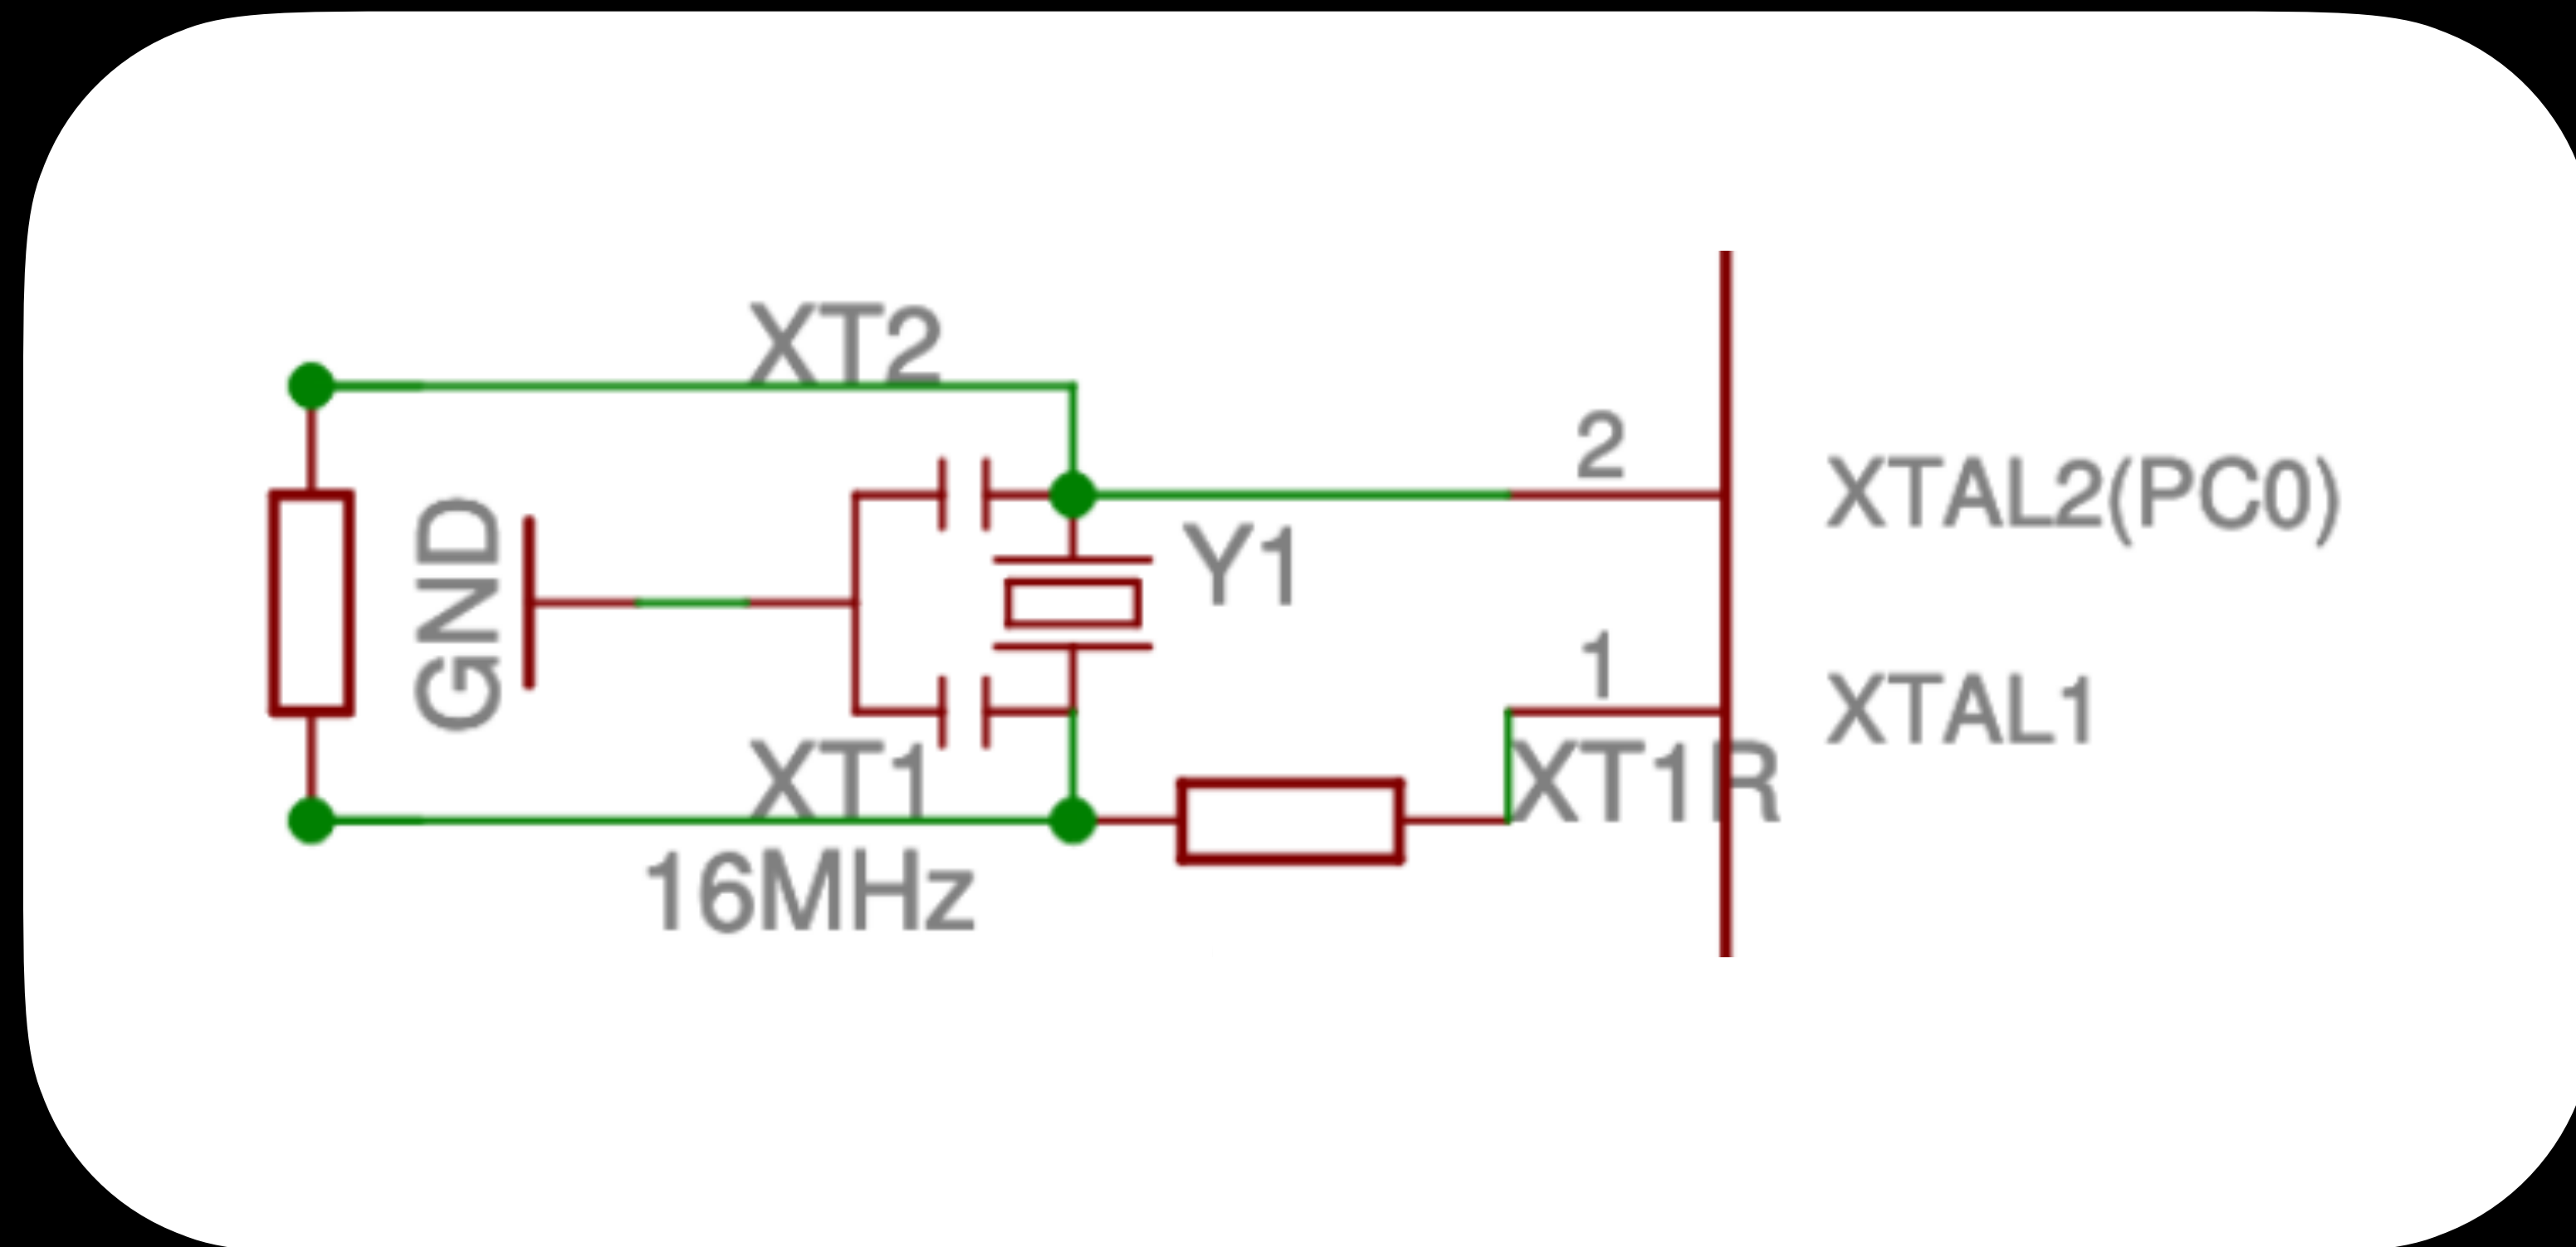 XT2
2
XTAL2(PC0)
GND
Y1
1
XTAL1
XT1
XT1R
16MHz